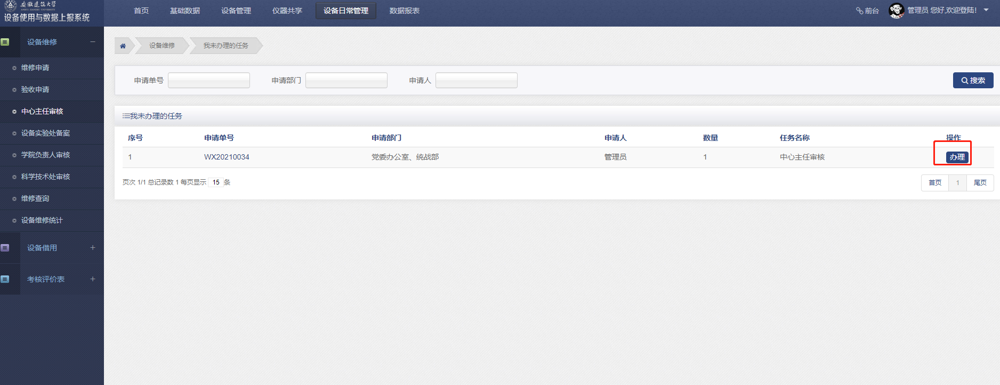 安徽建筑大学
ANHUI JIANZHU UNIVERSITY
设备使用与数据上报系统
首页 基础数据 设备管理 仪器共享 设备日常管理 数据报表
前台 管理员 您好,欢迎登陆!
设备维修
维修申请
验收申请
中心主任审核
设备实验处备案
学院负责人审核
科学技术处审核
维修查询
设备维修统计
设备借用
考核评价表
设备维修 我未办理的任务
申请单号 申请部门 申请人 搜索
我未办理的任务
序号 申请单号 申请部门 申请人 数量 任务名称 操作
1 WX20210034 党委办公室、统战部 管理员 1 中心主任审核 办理
页次 1/1 总记录数 1 每页显示 15 条
首页 1 尾页